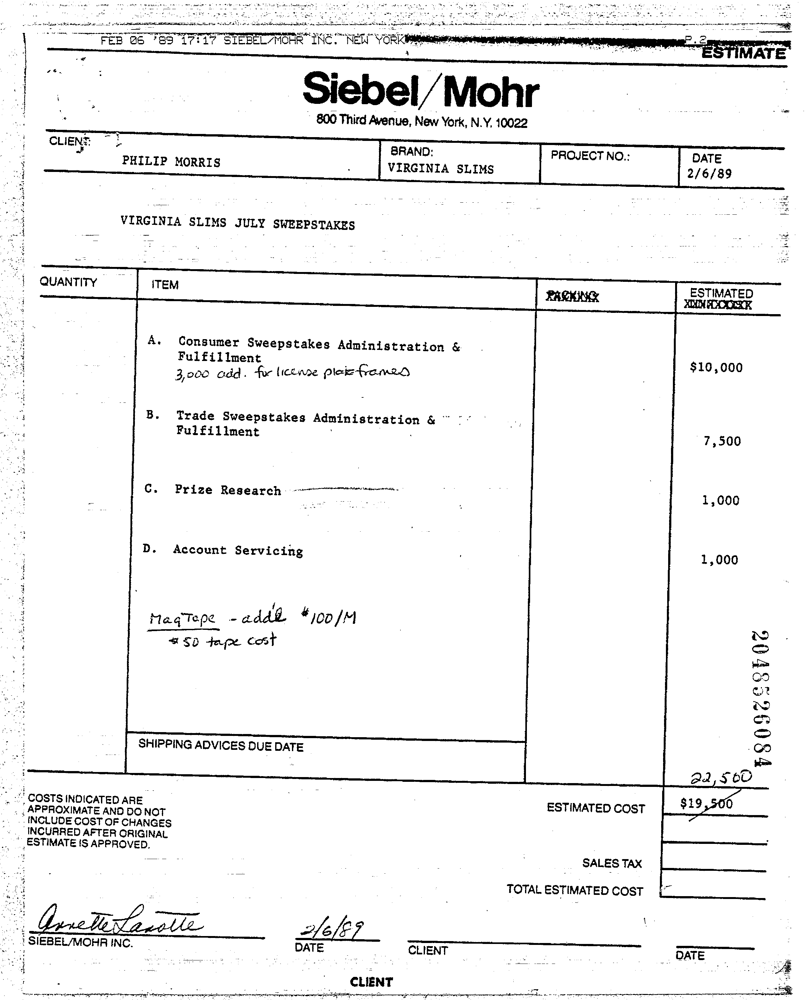 FEB 06 '89 17:17 SIEBEL/MOHR INC. NEW YORK P.2
ESTIMATE
Siebel/Mohr
800 Third Avenue, New York, N.Y. 10022
CLIENT: BRAND: PROJECT NO.: DATE
PHILIP MORRIS VIRGINIA SLIMS 2/6/89
VIRGINIA SLIMS JULY SWEEPSTAKES
QUANTITY ITEM PACKING ESTIMATED
A. Consumer Sweepstakes Administration &
Fulfillment
3,000 add. for license plate frames $10,000
B. Trade Sweepstakes Administration &
Fulfillment 7,500
C. Prize Research 1,000
D. Account Servicing 1,000
Mag Tape - add'l $100/M
$50 tape cost
2048526084
SHIPPING ADVICES DUE DATE
22,500
COSTS INDICATED ARE
APPROXIMATE AND DO NOT
INCLUDE COST OF CHANGES
INCURRED AFTER ORIGINAL
ESTIMATE IS APPROVED.
ESTIMATED COST $19,500
SALES TAX
TOTAL ESTIMATED COST
2/6/89
SIEBEL/MOHR INC. DATE CLIENT DATE
CLIENT